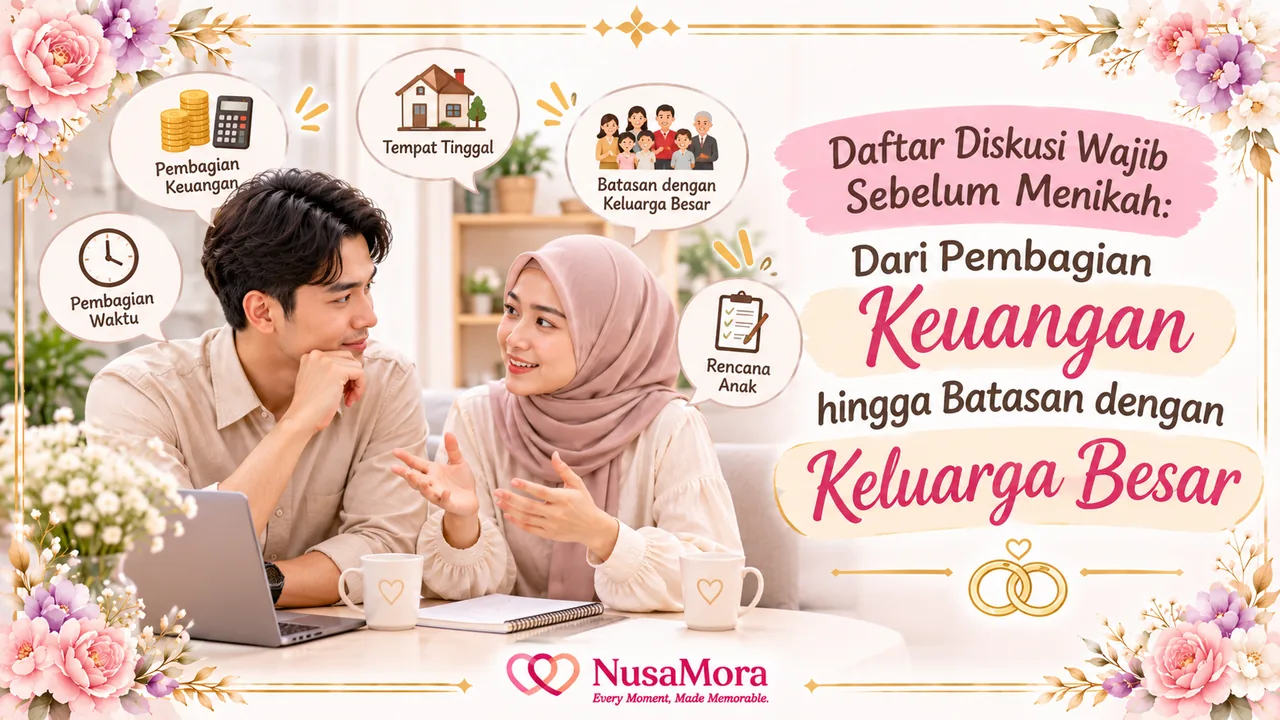 Pembagian
Keuangan
Tempat Tinggal
Batasan dengan
Keluarga Besar
Pembagian
Waktu
Rencana
Anak
Daftar Diskusi Wajib
Sebelum Menikah:
Dari Pembagian
Keuangan
hingga Batasan dengan
Keluarga Besar
NusaMora
Every Moment, Made Memorable.